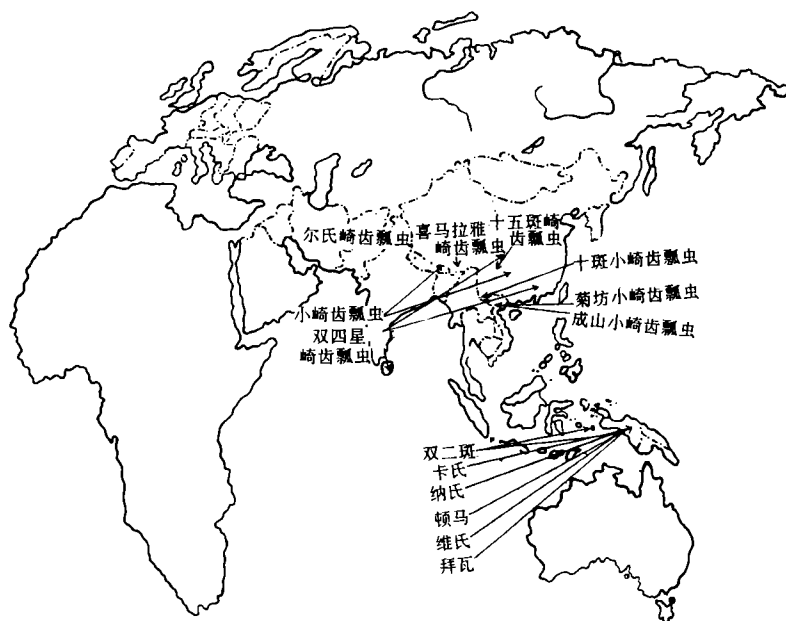 尔氏崎齿瓢虫
喜马拉雅
崎齿瓢虫
十五斑崎
齿瓢虫
十斑小崎齿瓢虫
小崎齿瓢虫
菊坊小崎齿瓢虫
双四星
崎齿瓢虫
成山小崎齿瓢虫
双二斑
卡氏
纳氏
顿马
维氏
拜瓦